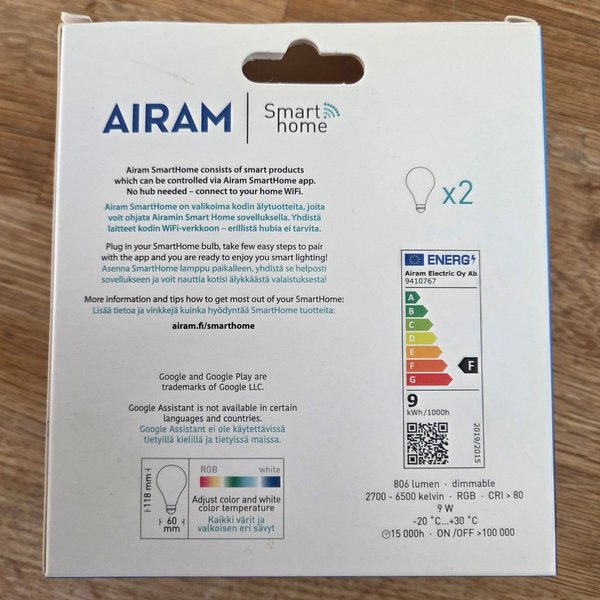 AIRAM
Smart
home
Airam SmartHome consists of smart products
which can be controlled via Airam SmartHome app.
No hub needed – connect to your home WiFi.
Airam SmartHome on valikoima kodin älytuotteita, joita
voit ohjata Airamin Smart Home sovelluksella. Yhdistä
laitteet kodin WiFi-verkkoon – erillistä hubia ei tarvita.
Plug in your SmartHome bulb, take few easy steps to pair
with the app and you are ready to enjoy you smart lighting!
Asenna SmartHome lamppu paikalleen, yhdistä se helposti
sovellukseen ja voit nauttia kotisi älykkäästä valaistuksesta!
More information and tips how to get most out of your SmartHome:
Lisää tietoa ja vinkkejä kuinka hyödyntää SmartHome tuotteita:
airam.fi/smarthome
Google and Google Play are
trademarks of Google LLC.
Google Assistant is not available in certain
languages and countries.
Google Assistant ei ole käytettävissä
tietyillä kielillä ja tietyissä maissa.
118 mm
60
mm
RGB
white
Adjust color and white
color temperature
Kaikki värit ja
valkoisen eri sävyt
x2
ENERG
Airam Electric Oy Ab
9410767
A
B
C
D
E
F
G
F
9
kWh/1000h
2019/2015
806 lumen · dimmable
2700 - 6500 kelvin · RGB · CRI > 80
9 W
-20 ˚C...+30 ˚C
15 000h · ON /OFF >100 000